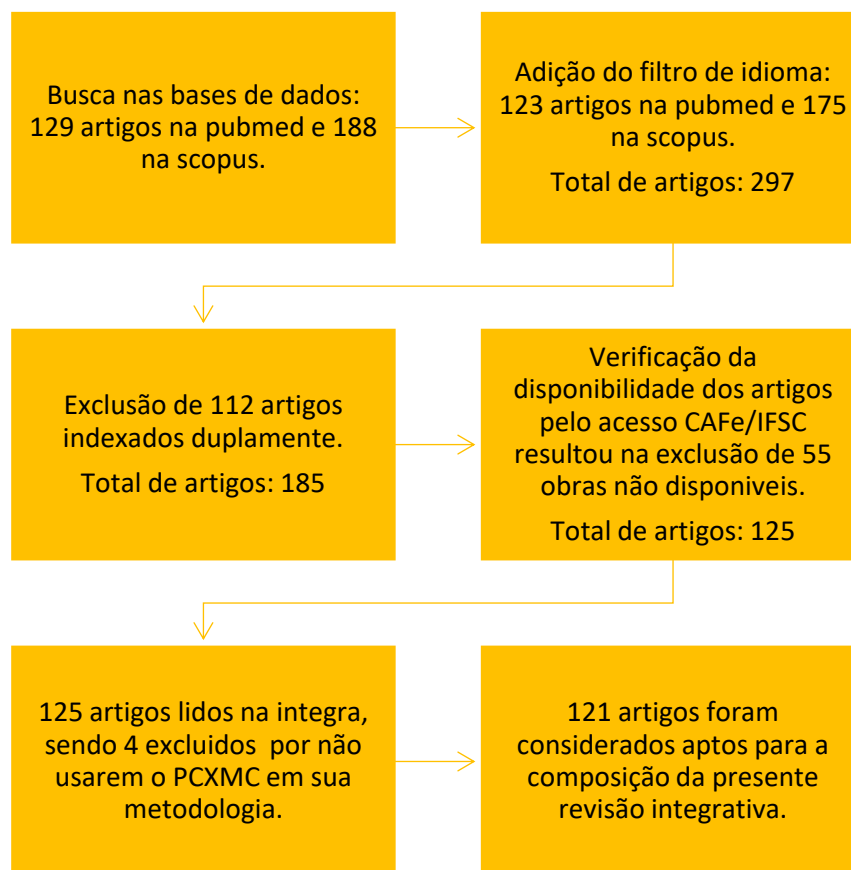 Busca nas bases de dados:
129 artigos na pubmed e 188
na scopus.
Adição do filtro de idioma:
123 artigos na pubmed e 175
na scopus.
Total de artigos: 297
Exclusão de 112 artigos
indexados duplamente.
Total de artigos: 185
Verificação da
disponibilidade dos artigos
pelo acesso CAFe/IFSC
resultou na exclusão de 55
obras não disponiveis.
Total de artigos: 125
125 artigos lidos na integra,
sendo 4 excluidos por não
usarem o PCXMC em sua
metodologia.
121 artigos foram
considerados aptos para a
composição da presente
revisão integrativa.